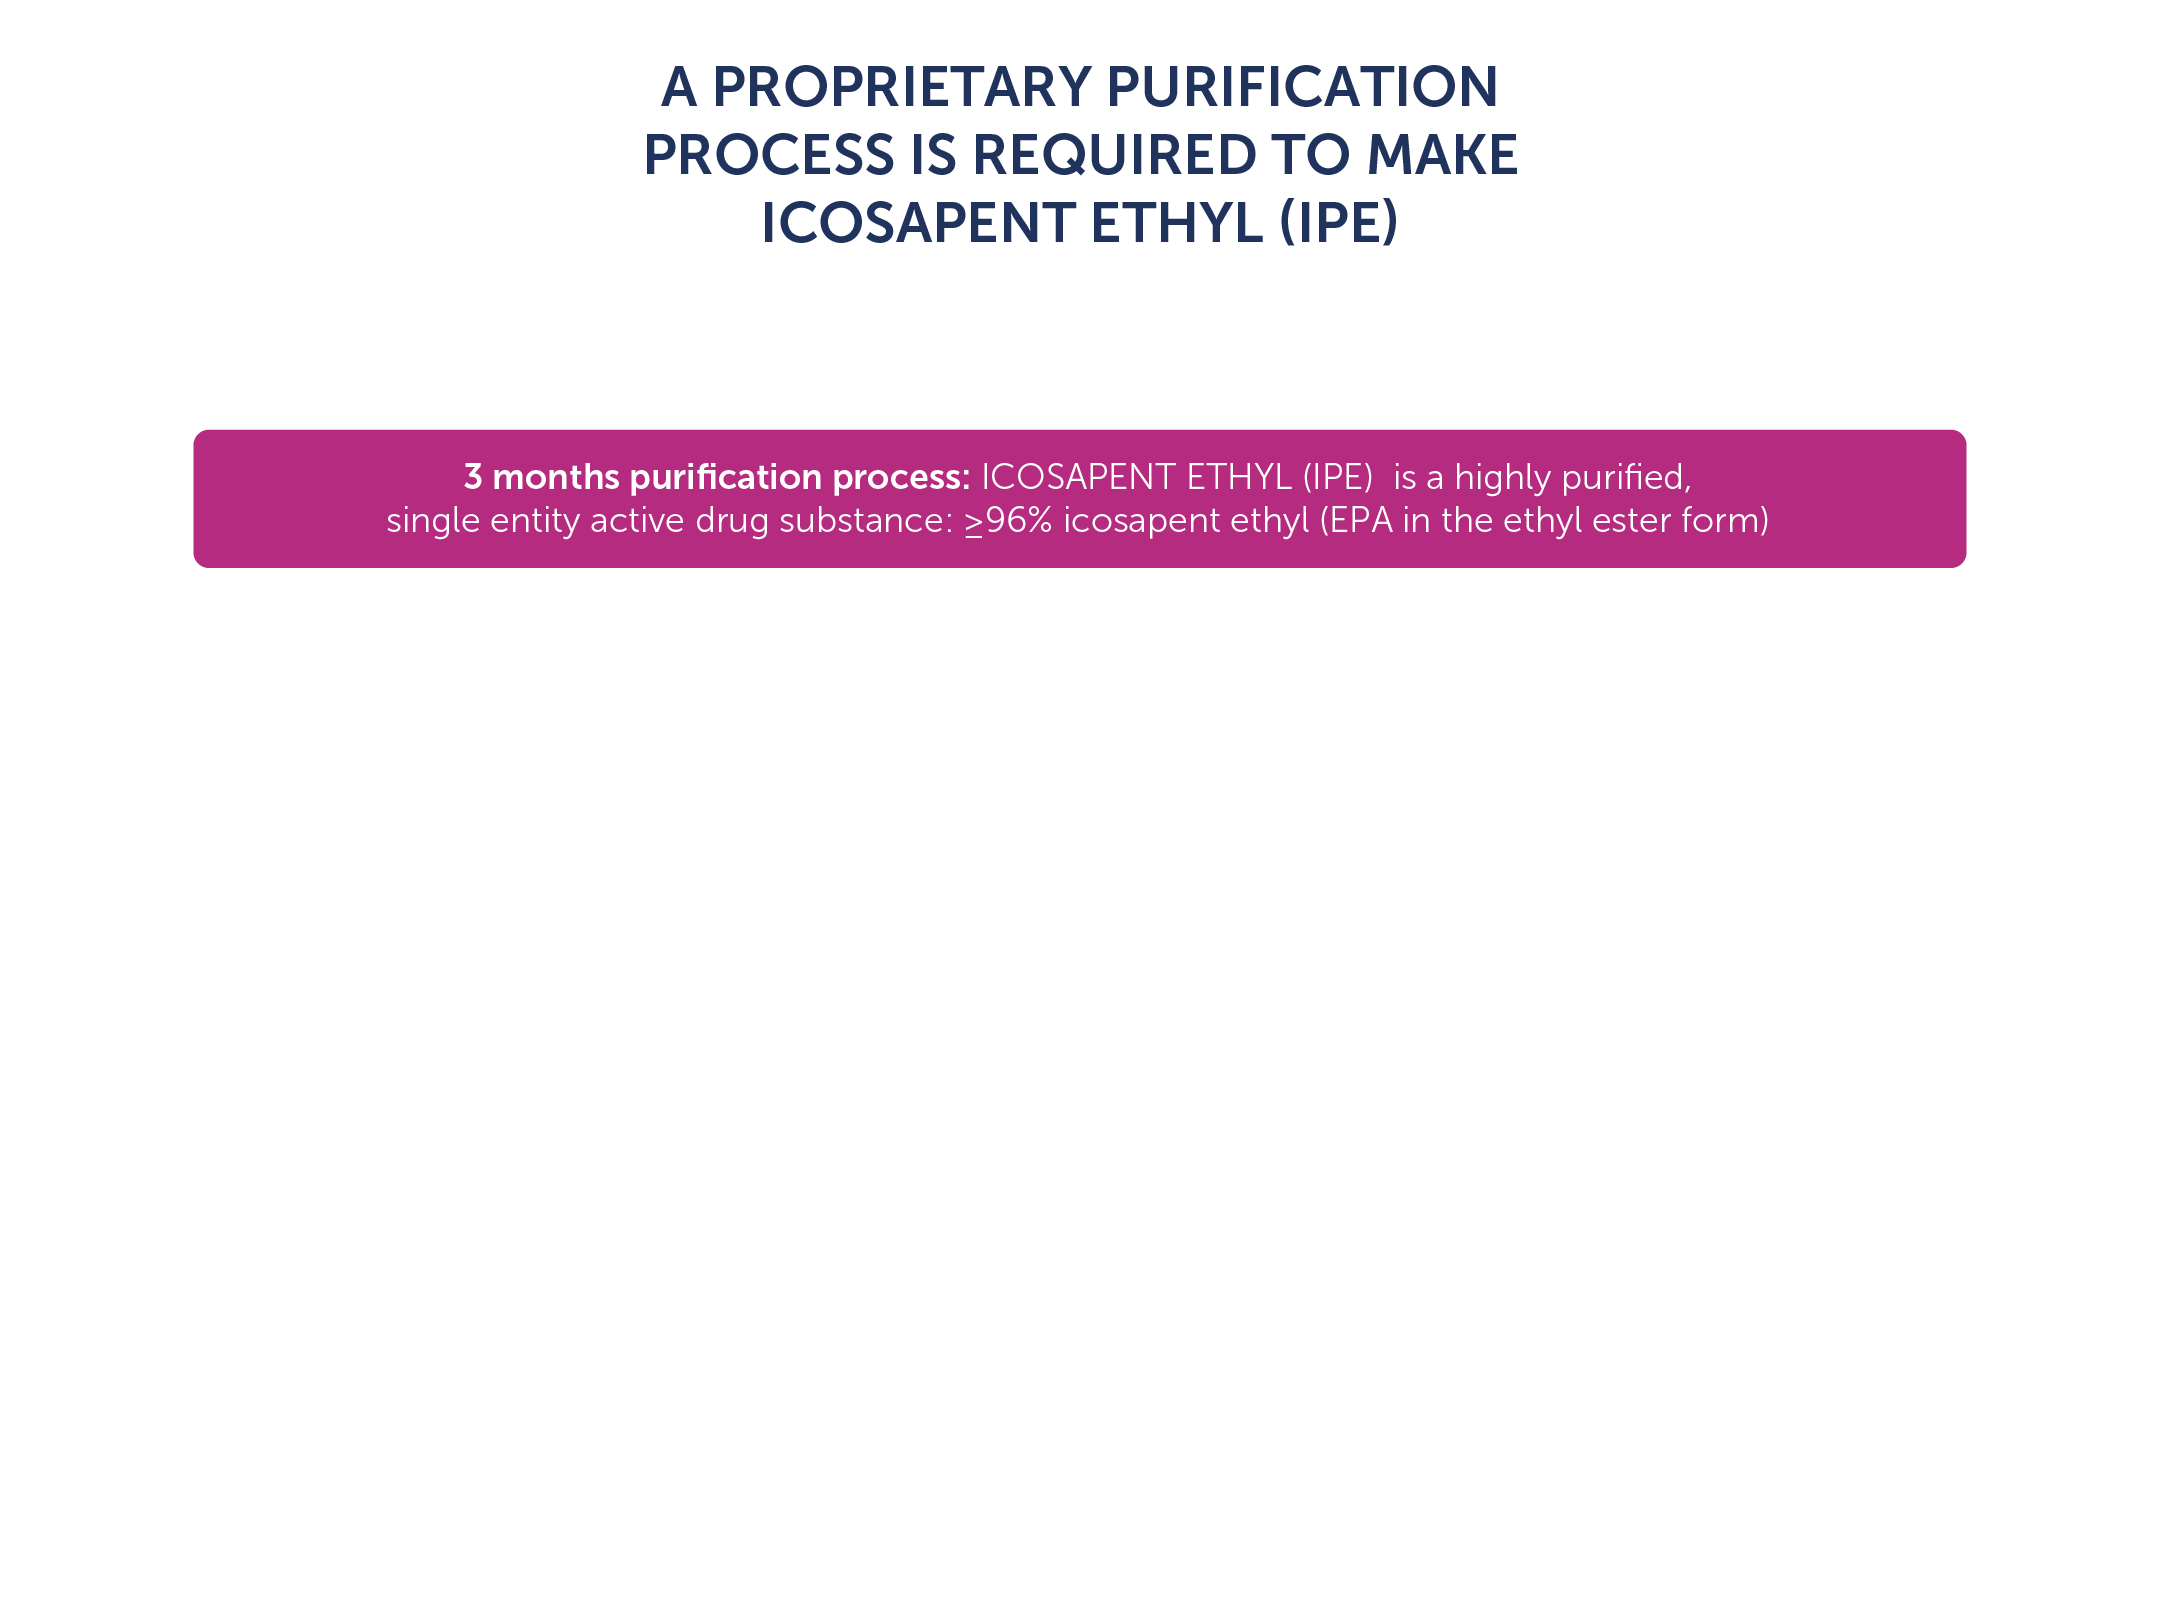 A PROPRIETARY PURIFICATION
PROCESS IS REQUIRED TO MAKE
ICOSAPENT ETHYL (IPE)
3 months purification process: ICOSAPENT ETHYL (IPE)  is a highly purified,
single entity active drug substance: ≥96% icosapent ethyl (EPA in the ethyl ester form)